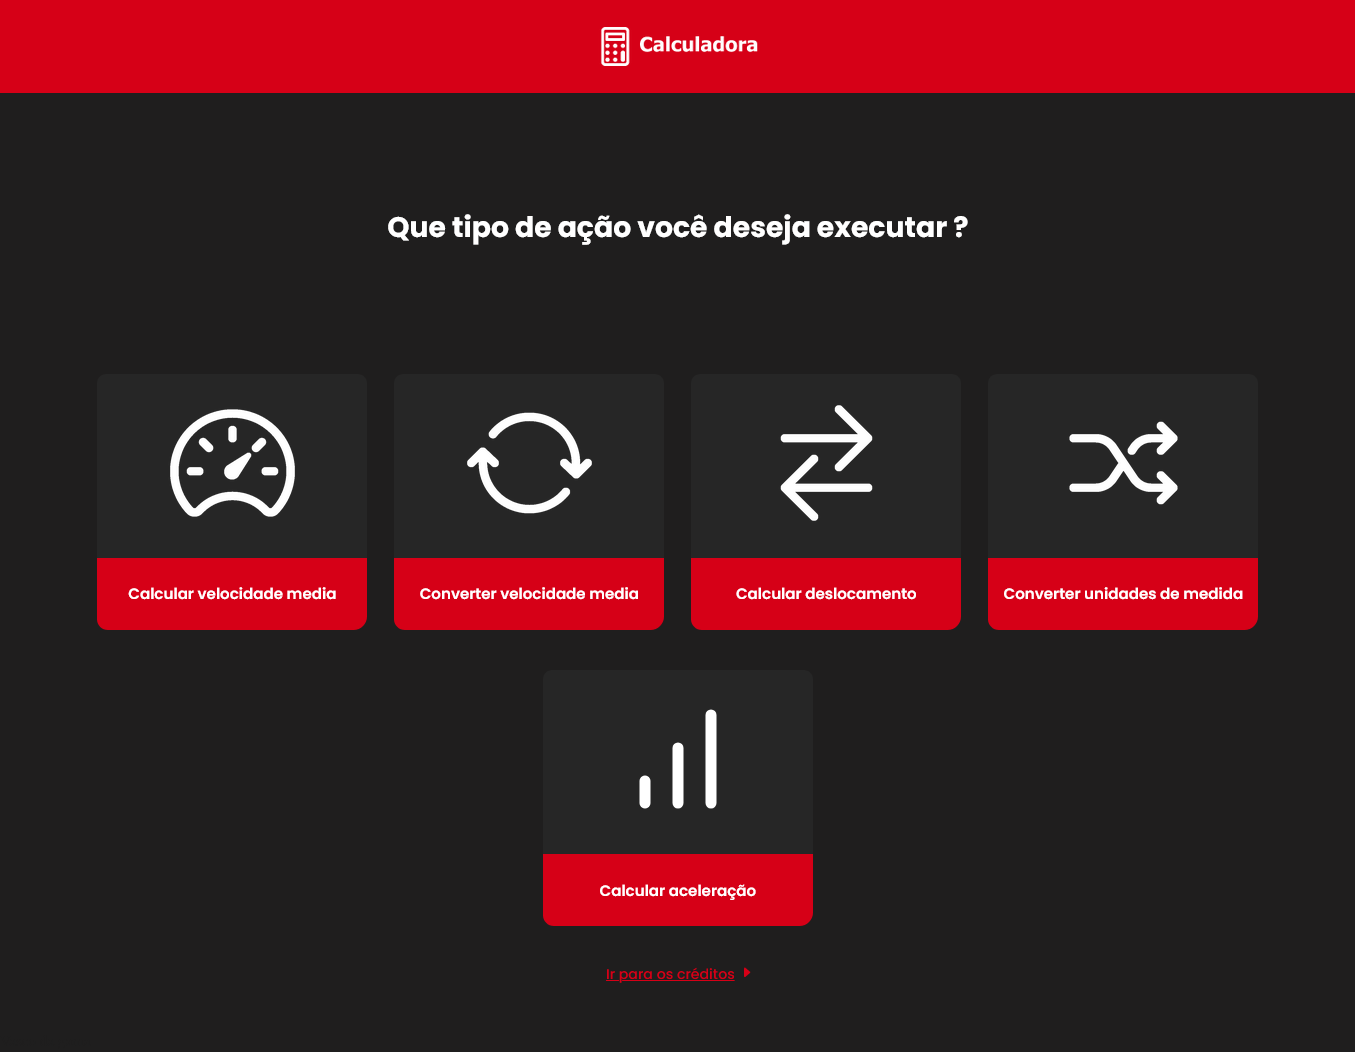 Calculadora
Que tipo de ação você deseja executar ?
Calcular velocidade media
Converter velocidade media
Calcular deslocamento
Converter unidades de medida
Calcular aceleração
Ir para os créditos